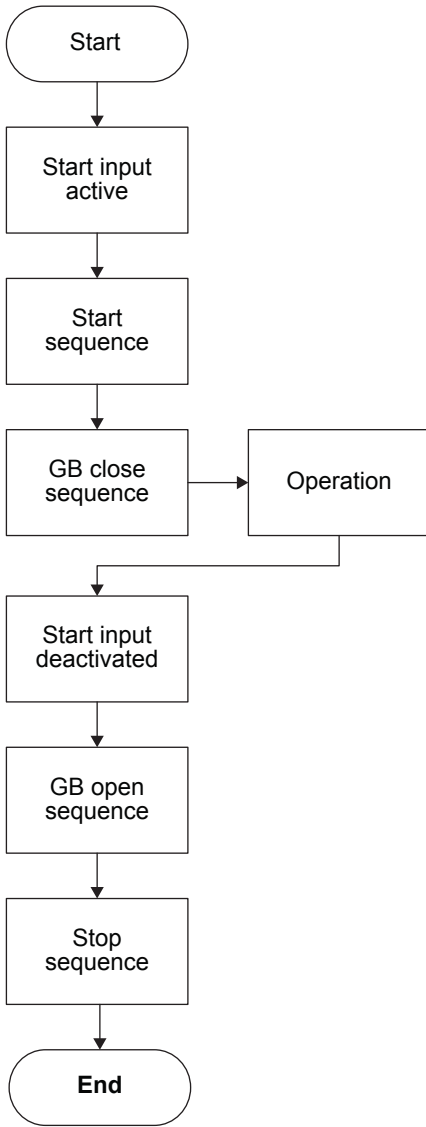 Start
Start input
active
Start
sequence
GB close
sequence
Operation
Start input
deactivated
GB open
sequence
Stop
sequence
End